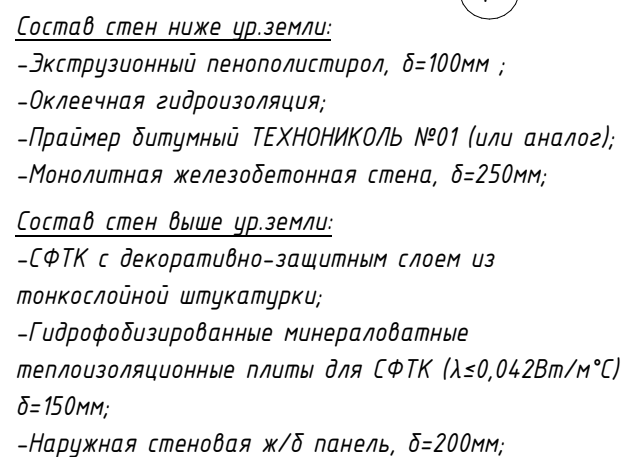 Состав стен ниже ур.земли:
-Экструзионный пенополистирол, δ=100мм ;
-Оклеечная гидроизоляция;
-Праймер битумный ТЕХНОНИКОЛЬ №01 (или аналог);
-Монолитная железобетонная стена, δ=250мм;
Состав стен выше ур.земли:
-СФТК с декоративно-защитным слоем из
тонкослойной штукатурки;
-Гидрофобизированные минераловатные
теплоизоляционные плиты для СФТК (λ≤0,042Вт/м°С)
δ=150мм;
-Наружная стеновая ж/б панель, δ=200мм;